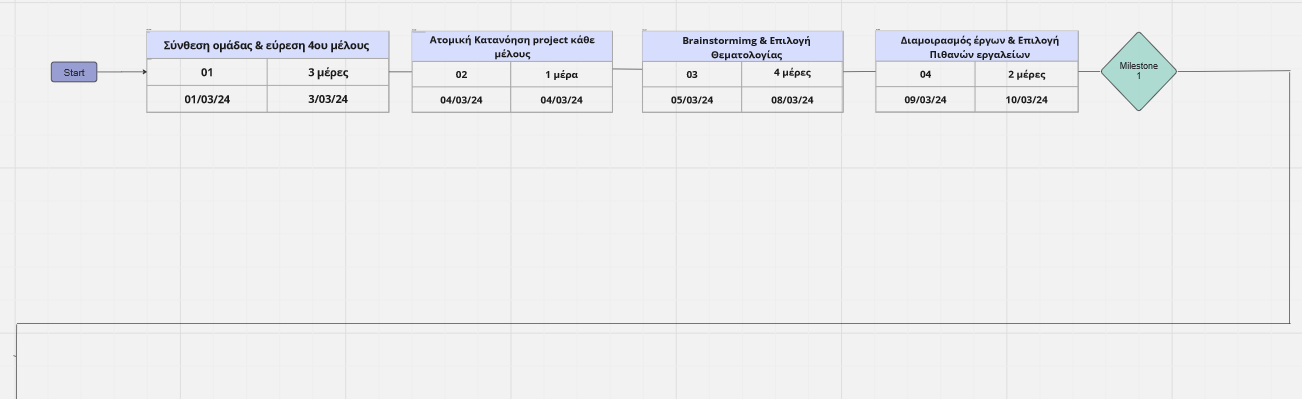 Start
Σύνθεση ομάδας & εύρεση 4ου μέλους
01 3 μέρες
01/03/24 3/03/24
Ατομική Κατανόηση project κάθε
μέλους
02 1 μέρα
04/03/24 04/03/24
Brainstormimg & Επιλογή
Θεματολογίας
03 4 μέρες
05/03/24 08/03/24
Διαμοιρασμός έργων & Επιλογή
Πιθανών εργαλείων
04 2 μέρες
09/03/24 10/03/24
Milestone
1